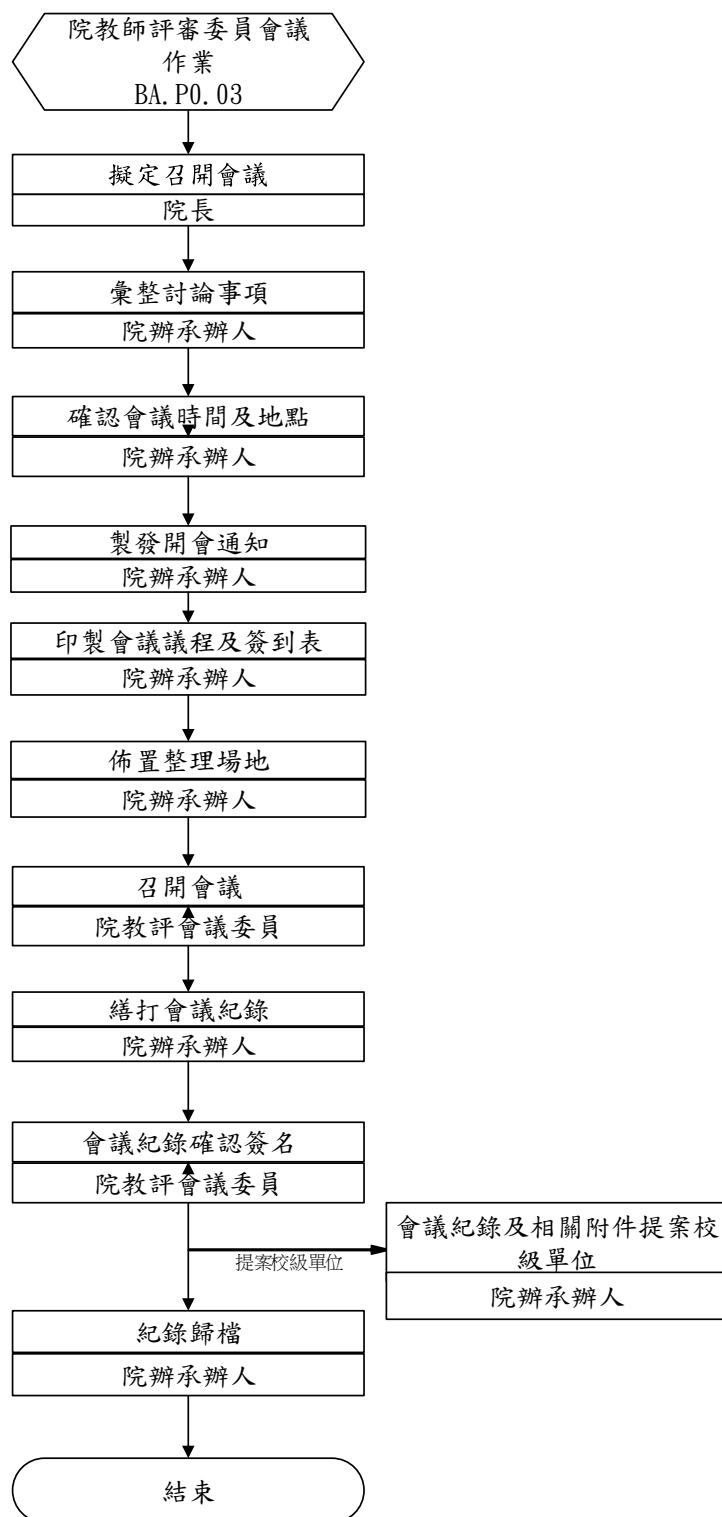 院教師評審委員會議
作業
BA.P0.03
擬定召開會議
院長
彙整討論事項
院辦承辦人
確認會議時間及地點
院辦承辦人
製發開會通知
院辦承辦人
印製會議議程及簽到表
院辦承辦人
佈置整理場地
院辦承辦人
召開會議
院教評會議委員
繕打會議紀錄
院辦承辦人
會議紀錄確認簽名
院教評會議委員
提案校級單位
會議紀錄及相關附件提案校
級單位
院辦承辦人
紀錄歸檔
院辦承辦人
結束